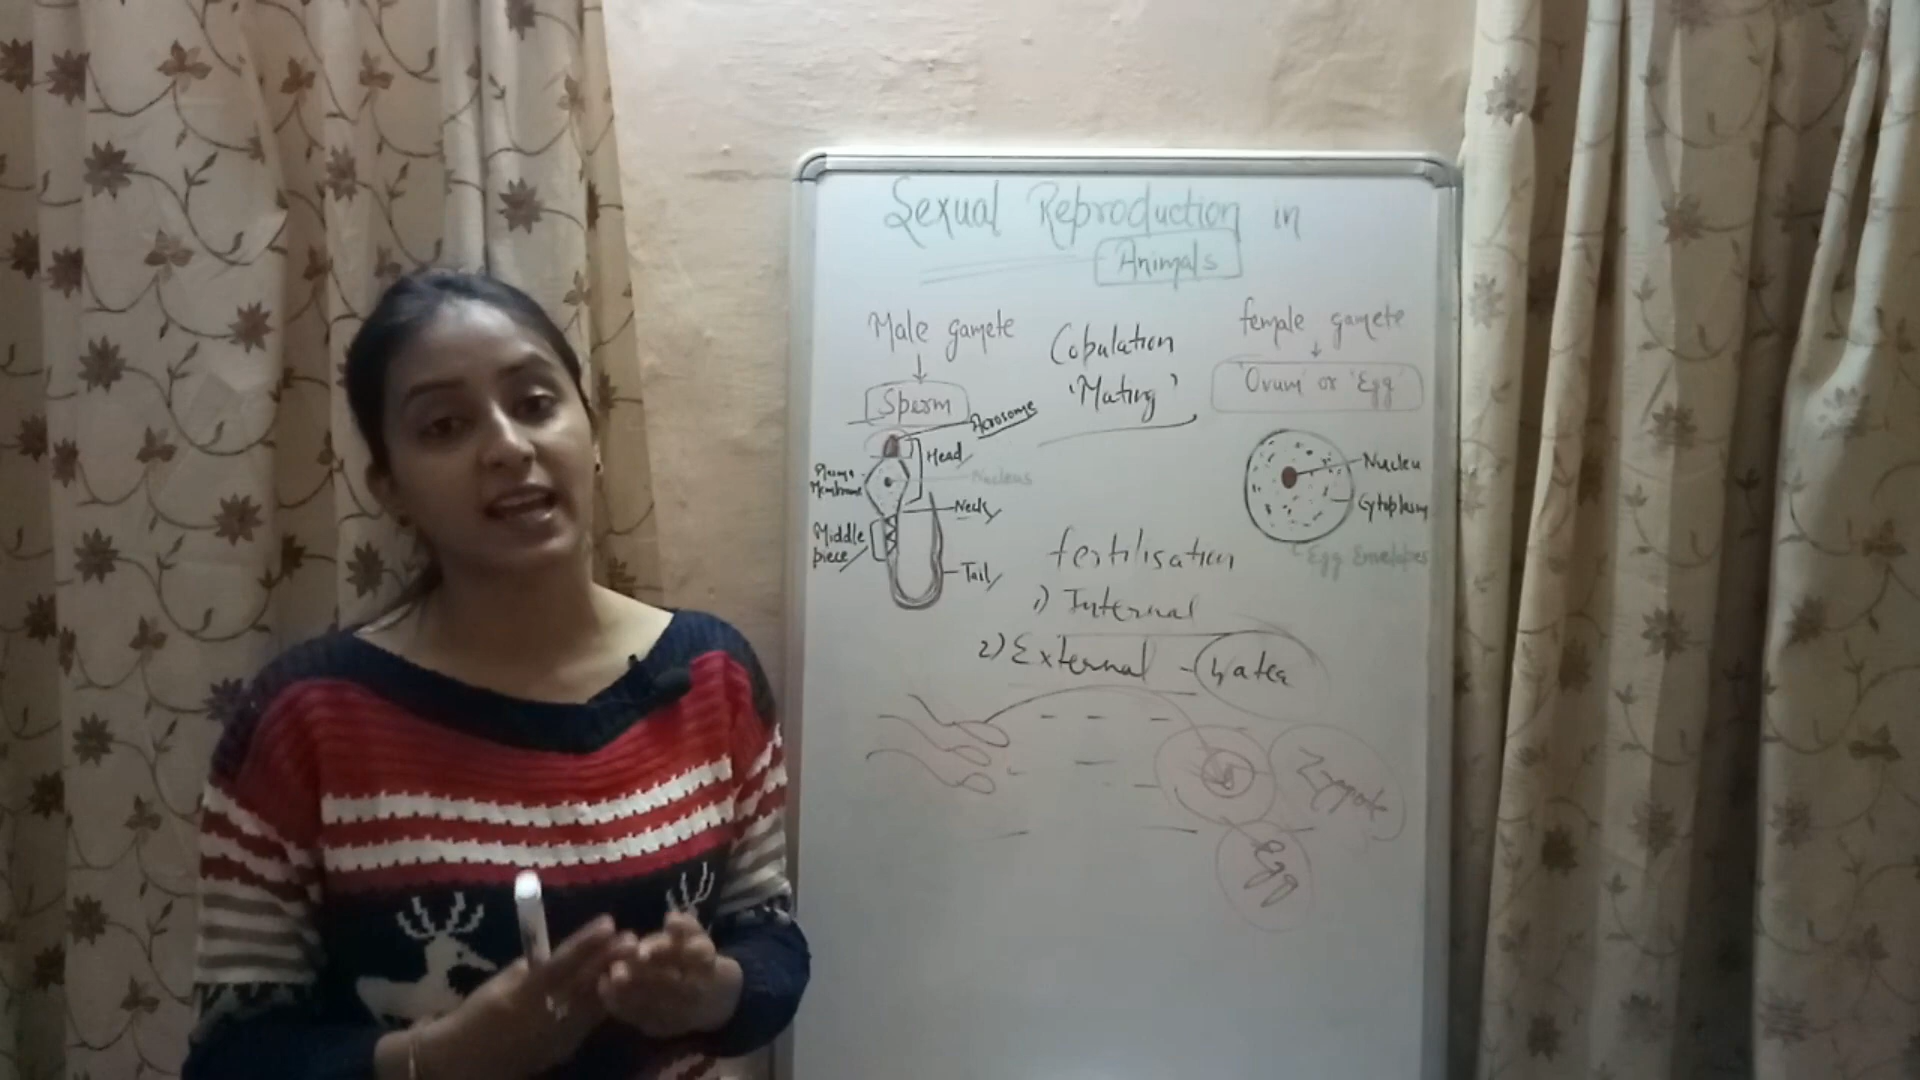 Sexual Reproduction in
Animals
Male gamete
Sperm
Acrosome
Head
Plasma
Membrane
Nucleus
Neck
Middle
piece
Tail
Cobulation
'Mating'
female gamete
'Ovum' or 'Egg'
Nucleu
Cytoplasm
Egg Envelopes
fertilisation
1) Internal
2) External - Water
Zygote
Egg